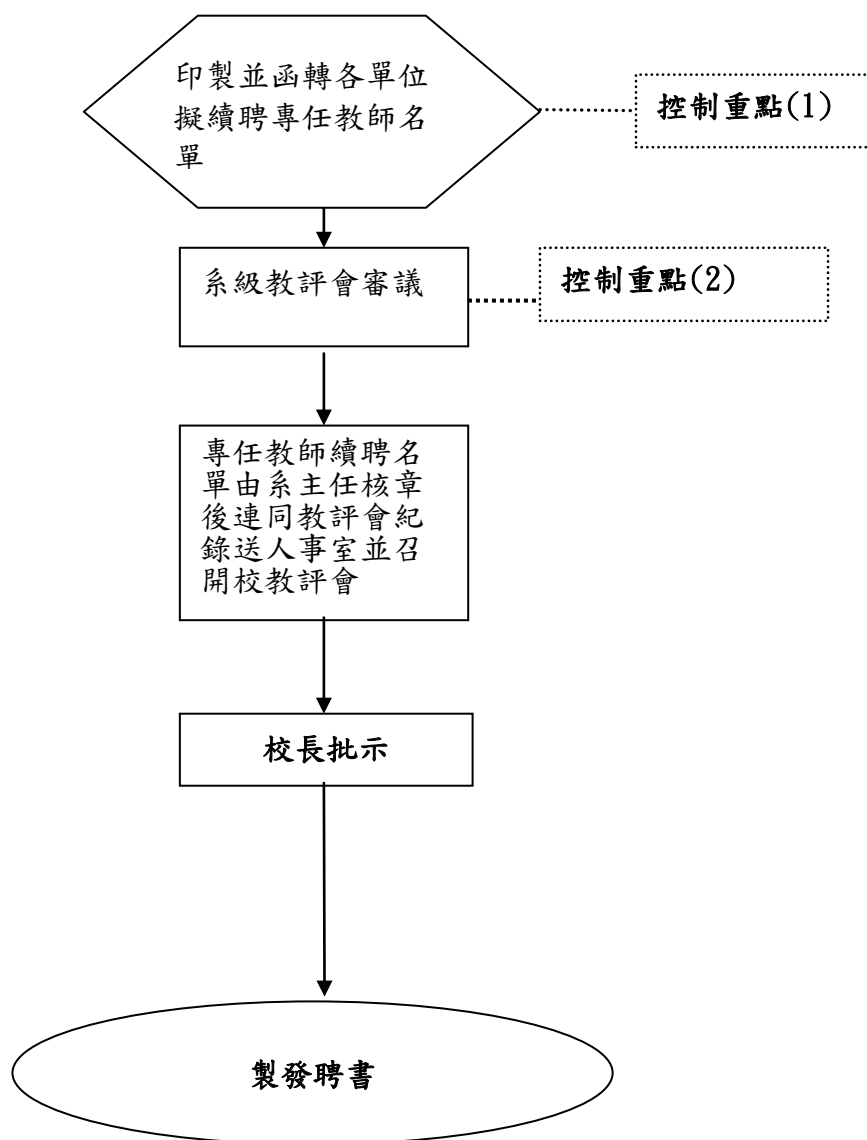 印製並函轉各單位
擬續聘專任教師名
單
控制重點(1)
系級教評會審議
控制重點(2)
專任教師續聘名
單由系主任核章
後連同教評會紀
錄送人事室並召
開校教評會
校長批示
製發聘書